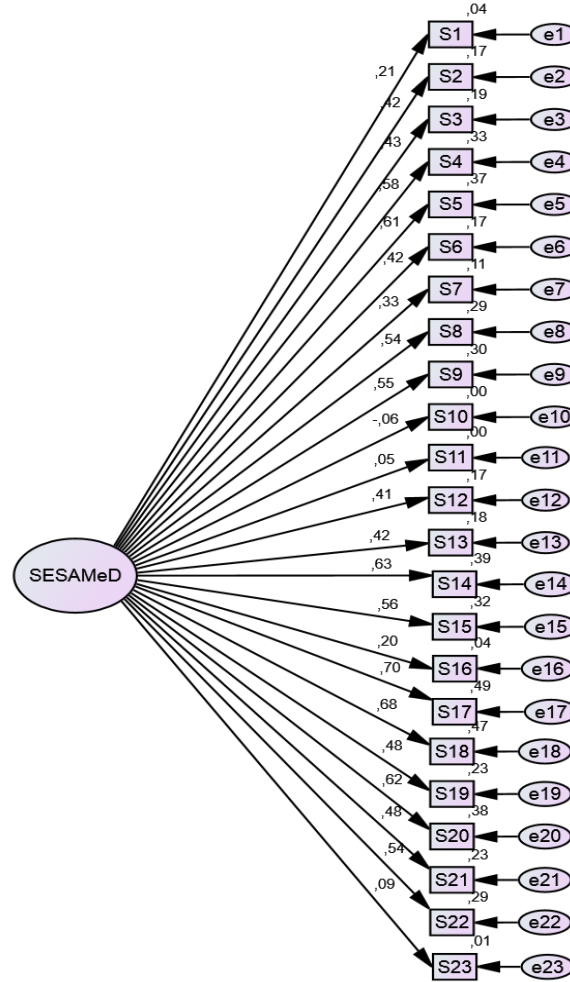 ,04
S1 e1
,21
,17
S2 e2
,42
,19
S3 e3
,43
,33
S4 e4
,58
,37
S5 e5
,61
,17
S6 e6
,42
,11
S7 e7
,33
,29
S8 e8
,54
,30
S9 e9
,55
,00
S10 e10
-,06
,00
S11 e11
,05
,17
S12 e12
,41
,18
S13 e13
,42
,39
SESAMeD
S14 e14
,63
,32
S15 e15
,56
,04
S16 e16
,20
,49
S17 e17
,70
,47
S18 e18
,68
,23
S19 e19
,48
,38
S20 e20
,62
,23
S21 e21
,48
,29
S22 e22
,54
,01
S23 e23
,09